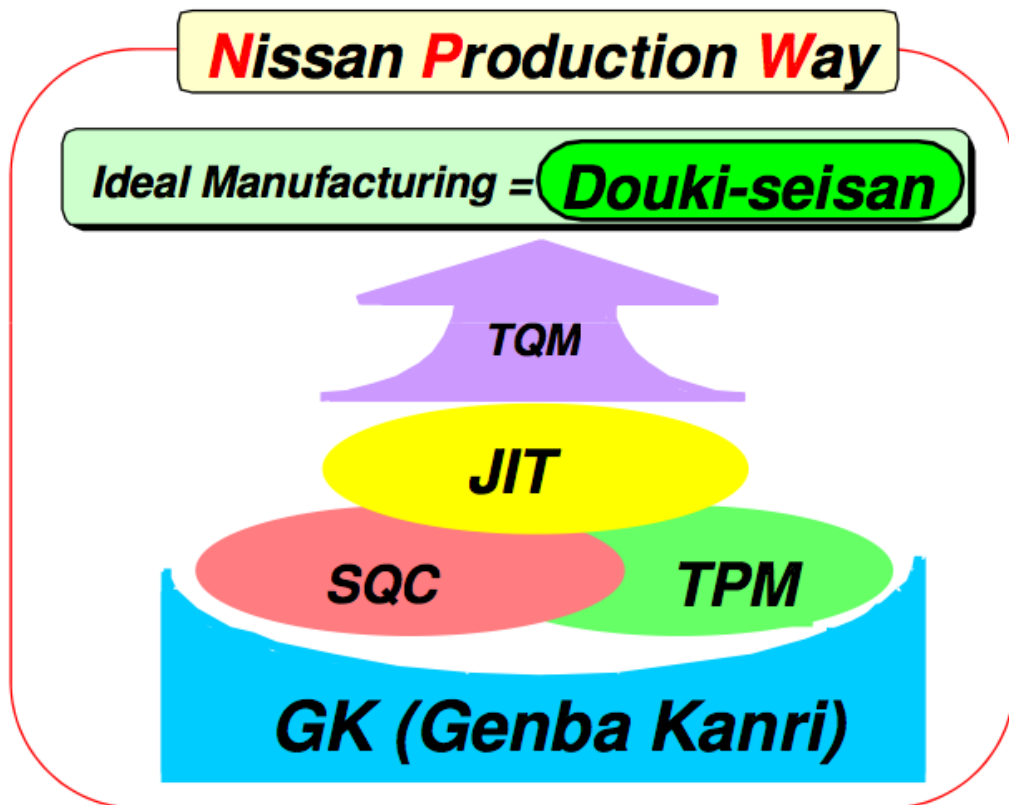 Nissan Production Way
Ideal Manufacturing = Douki-seisan
TQM
JIT
SQC TPM
GK (Genba Kanri)